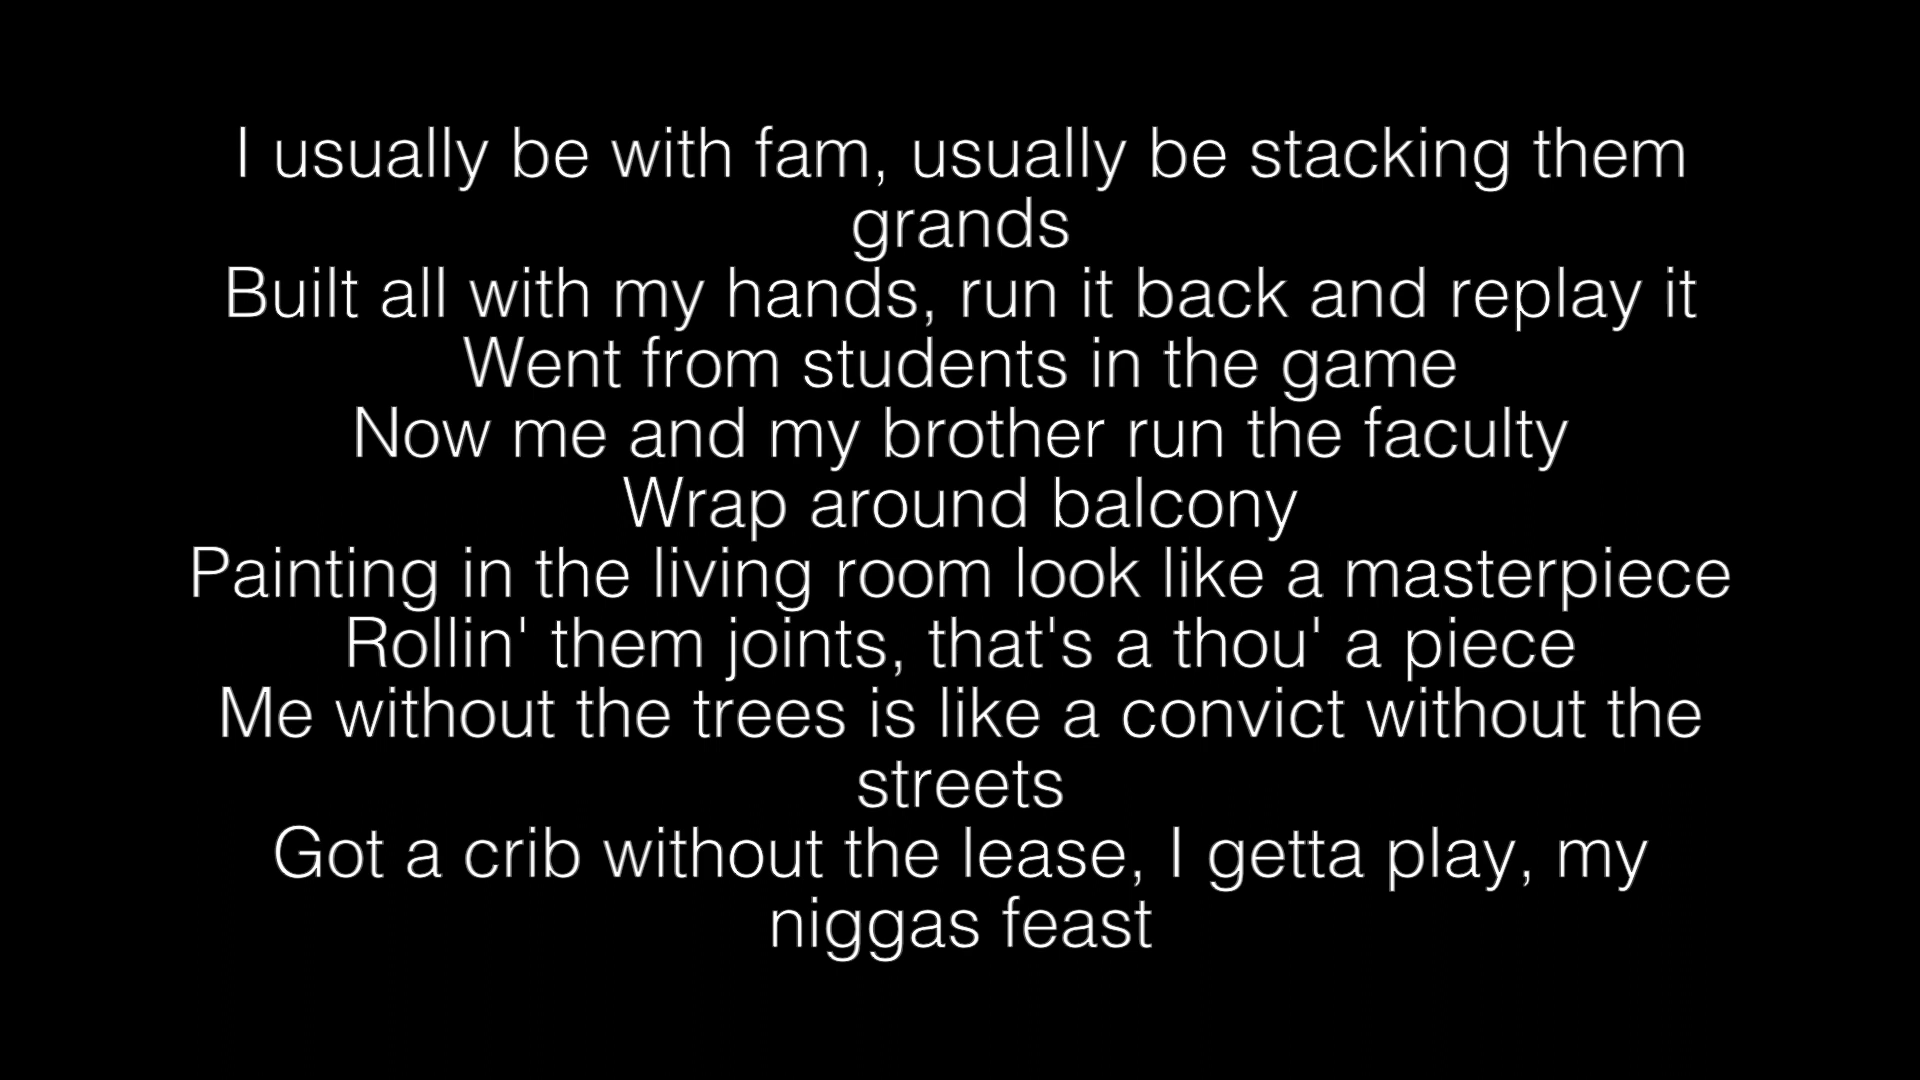 I usually be with fam, usually be stacking them
grands
Built all with my hands, run it back and replay it
Went from students in the game
Now me and my brother run the faculty
Wrap around balcony
Painting in the living room look like a masterpiece
Rollin' them joints, that's a thou' a piece
Me without the trees is like a convict without the
streets
Got a crib without the lease, I getta play, my
niggas feast